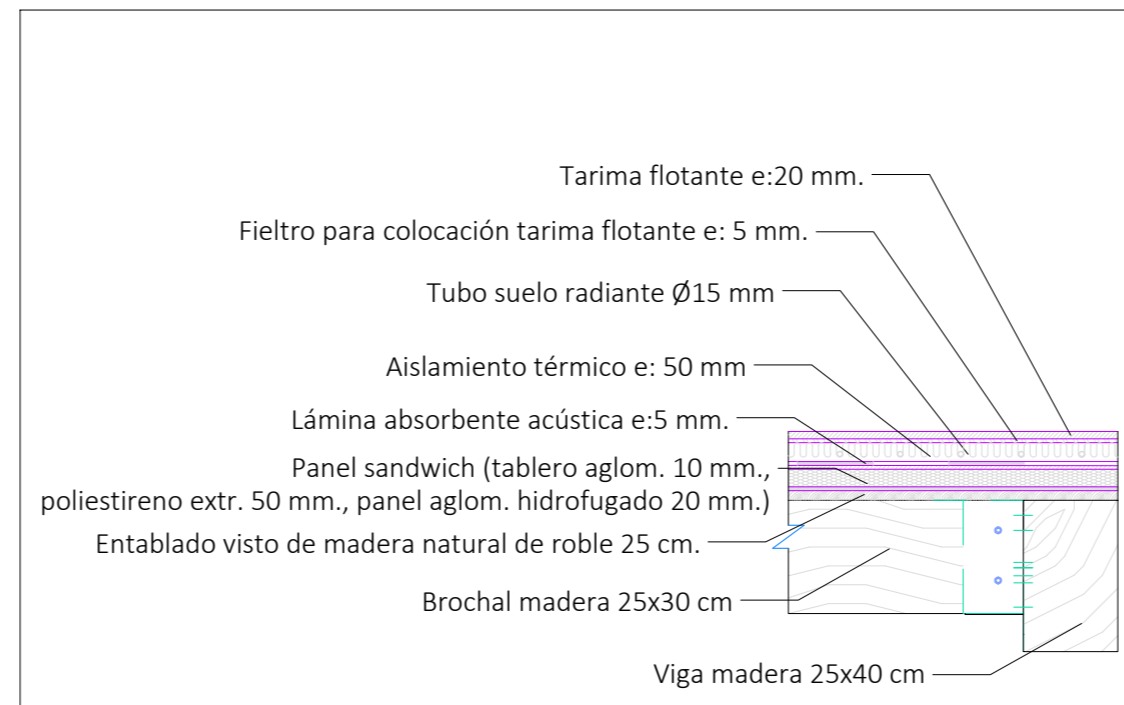 Tarima flotante e:20 mm.
Fieltro para colocación tarima flotante e: 5 mm.
Tubo suelo radiante Ø15 mm
Aislamiento térmico e: 50 mm
Lámina absorbente acústica e:5 mm.
Panel sandwich (tablero aglom. 10 mm.,
poliestireno extr. 50 mm., panel aglom. hidrofugado 20 mm.)
Entablado visto de madera natural de roble 25 cm.
Brochal madera 25x30 cm
Viga madera 25x40 cm